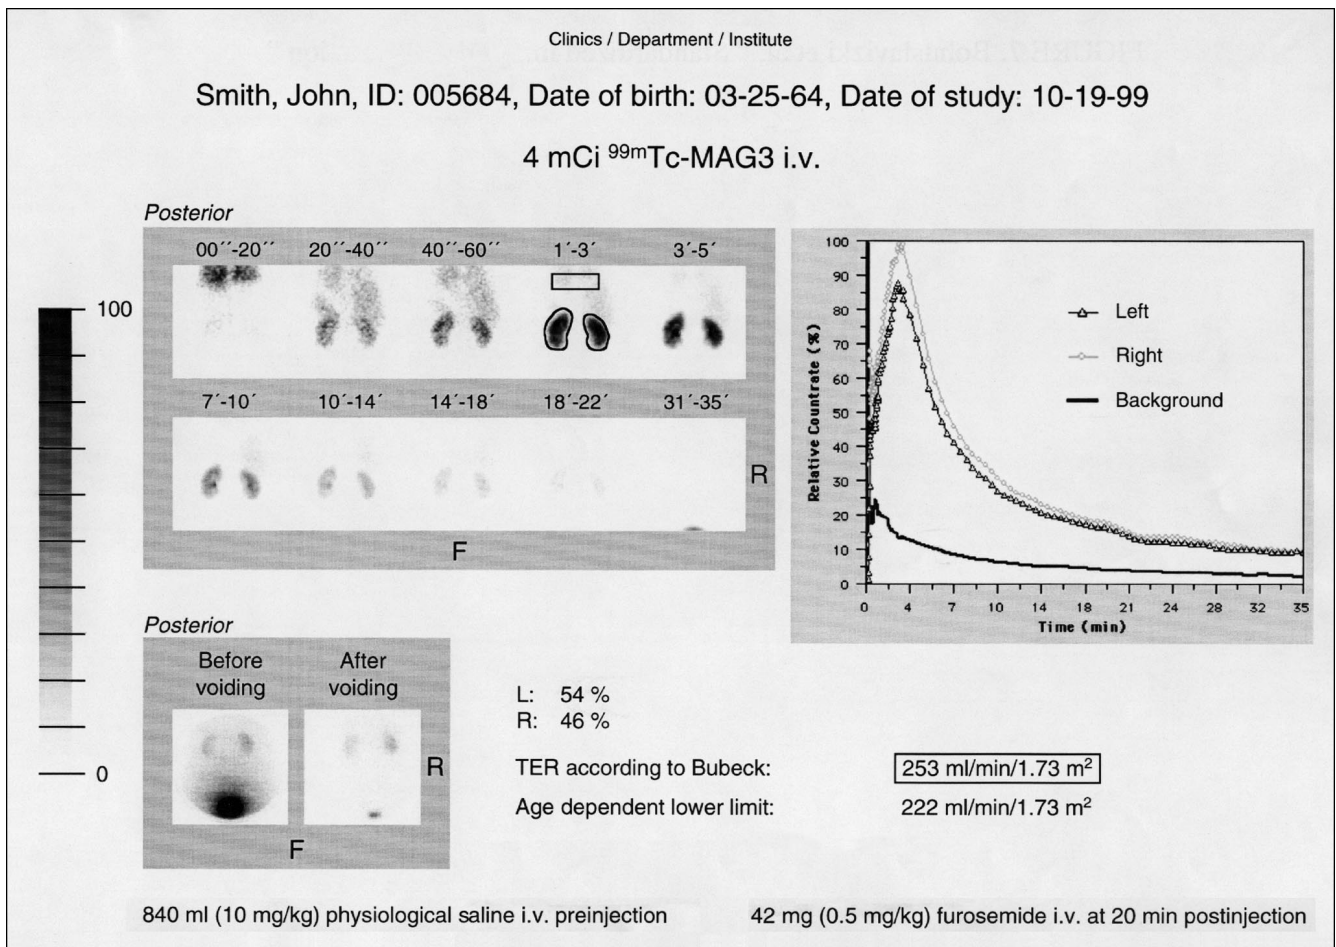 Clinics / Department / Institute
Smith, John, ID: 005684, Date of birth: 03-25-64, Date of study: 10-19-99
4 mCi ⁹⁹ᵐTc-MAG3 i.v.
Posterior
00´´-20´´ 20´´-40´´ 40´´-60´´ 1´-3´ 3´-5´
7´-10´ 10´-14´ 14´-18´ 18´-22´ 31´-35´
R
F
100
0
Relative Countrate (%)
100
90
80
70
60
50
40
30
20
10
0
Left
Right
Background
0 4 7 10 14 18 21 24 28 32 35
Time (min)
Posterior
Before voiding
After voiding
R
F
L: 54 %
R: 46 %
TER according to Bubeck: 253 ml/min/1.73 m²
Age dependent lower limit: 222 ml/min/1.73 m²
840 ml (10 mg/kg) physiological saline i.v. preinjection
42 mg (0.5 mg/kg) furosemide i.v. at 20 min postinjection